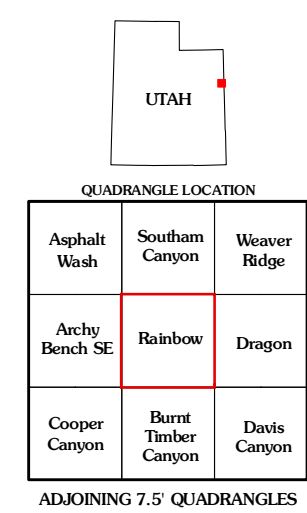 UTAH
QUADRANGLE LOCATION
Asphalt
Wash
Southam
Canyon
Weaver
Ridge
Archy
Bench SE
Rainbow
Dragon
Cooper
Canyon
Burnt
Timber
Canyon
Davis
Canyon
ADJOINING 7.5' QUADRANGLES